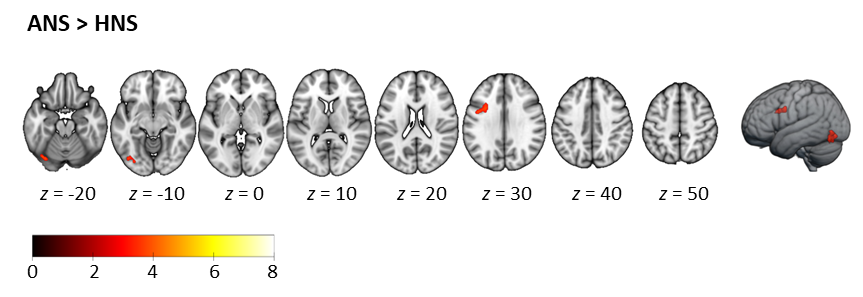 ANS > HNS
z = -20 z = -10 z = 0 z = 10 z = 20 z = 30 z = 40 z = 50
0 2 4 6 8